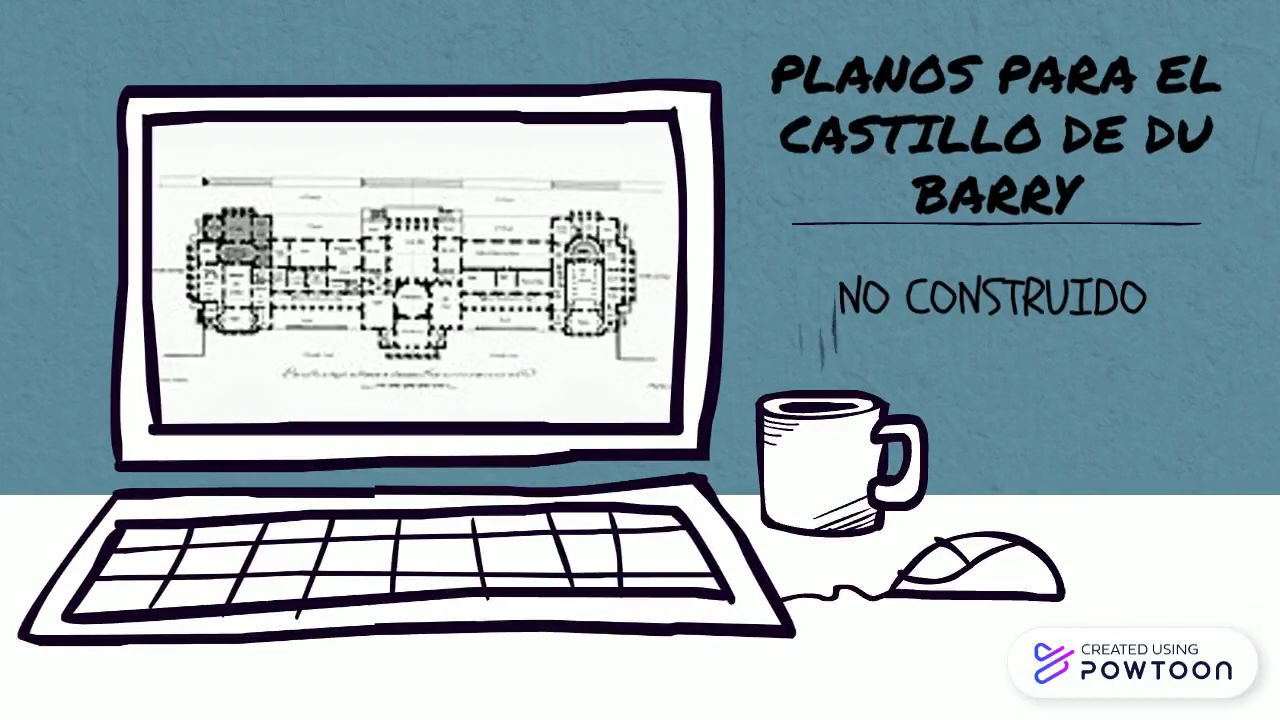 PLANOS PARA EL
CASTILLO DE DU
BARRY
NO CONSTRUIDO
CREATED USING
POWTOON